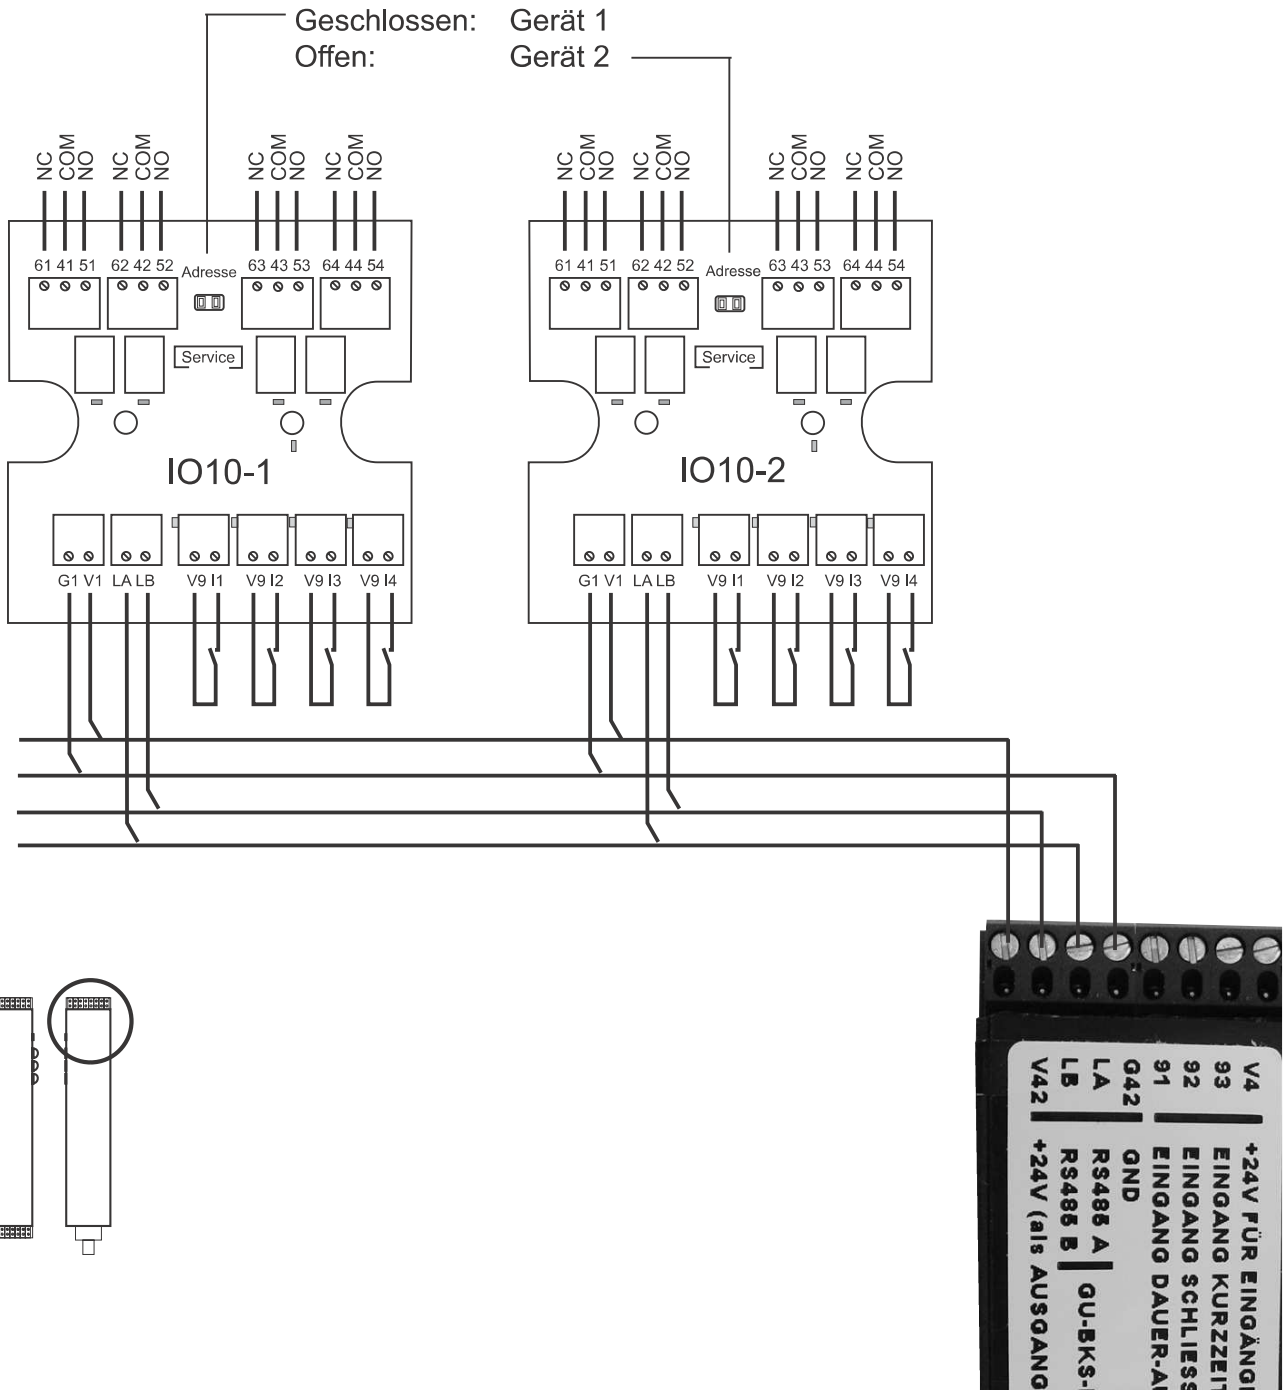 Geschlossen: Gerät 1
Offen: Gerät 2
NC COM NO NC COM NO NC COM NO NC COM NO
NC COM NO NC COM NO NC COM NO NC COM NO
61 41 51 62 42 52 Adresse 63 43 53 64 44 54
61 41 51 62 42 52 Adresse 63 43 53 64 44 54
Service
Service
IO10-1
IO10-2
G1 V1 LA LB V9 I1 V9 I2 V9 I3 V9 I4
G1 V1 LA LB V9 I1 V9 I2 V9 I3 V9 I4
V4 +24V FÜR EINGÄNG
93 EINGANG KURZZEIT
92 EINGANG SCHLIESS
91 EINGANG DAUER-A
G42 GND
LA RS485 A
GU-BKS-
LB RS485 B
V42 +24V (als AUSGANG